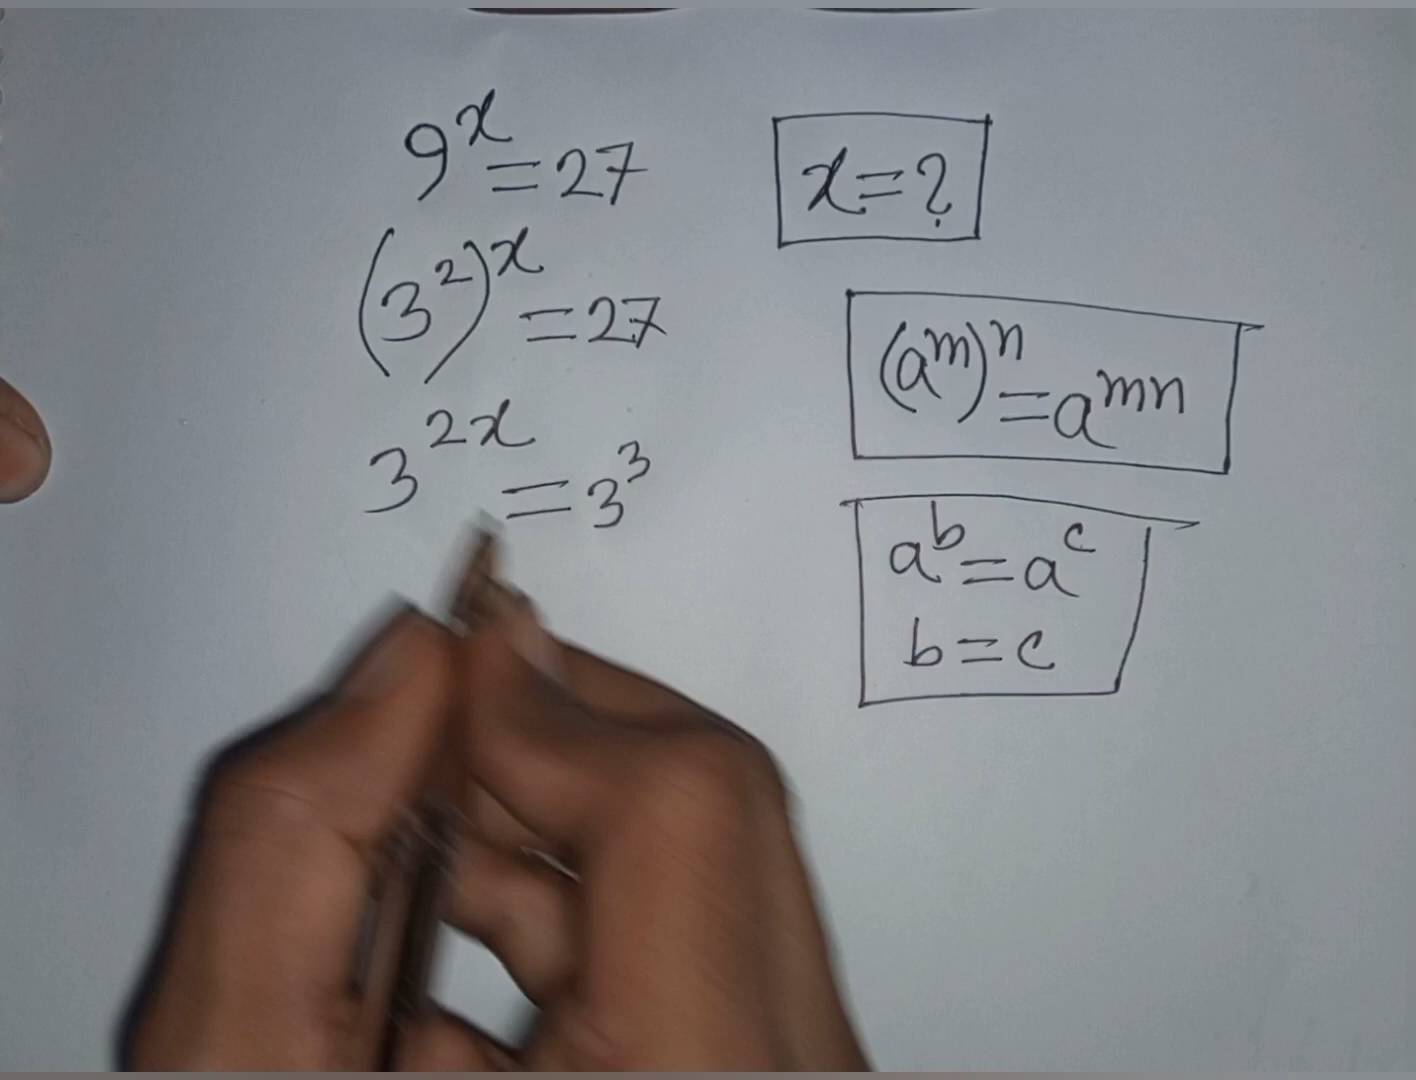 9^x = 27
x = ?
(3^2)^x = 27
(a^m)^n = a^mn
3^2x = 3^3
a^b = a^c
b = c